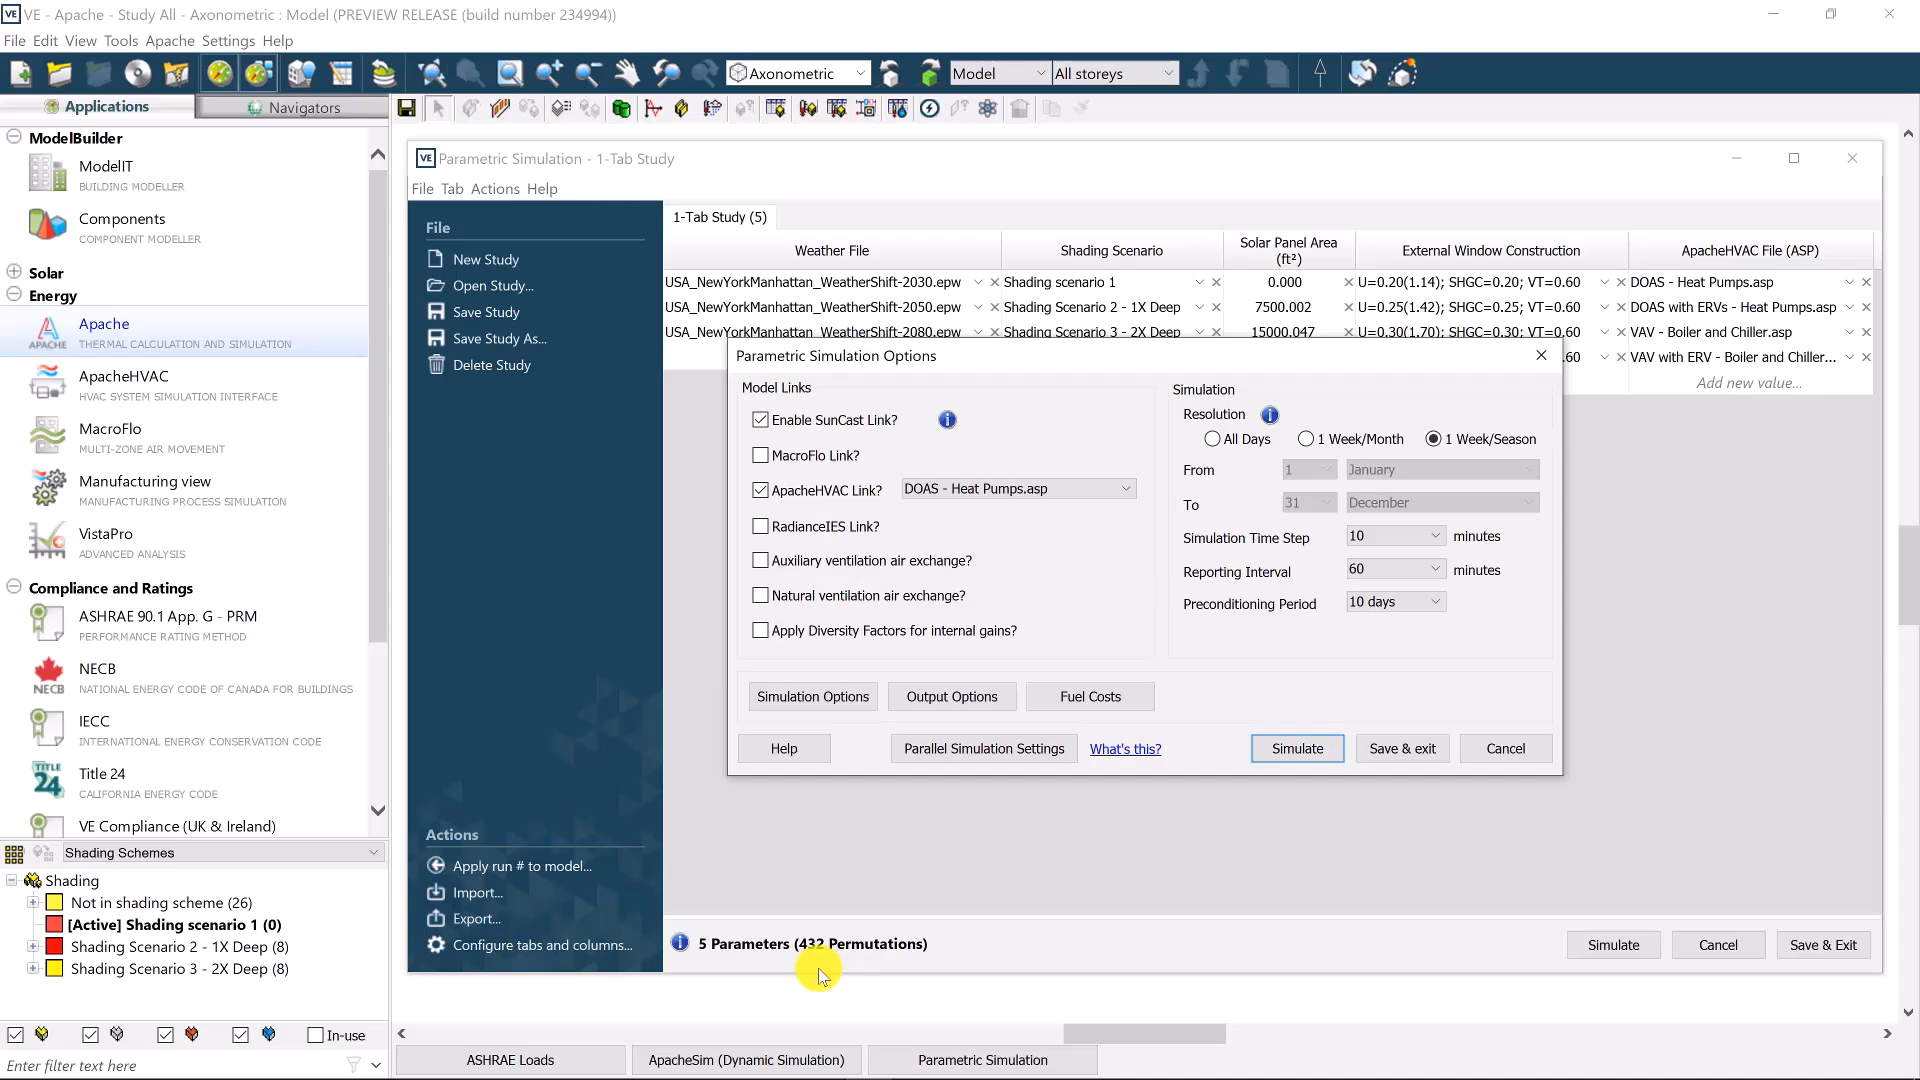 VE VE - Apache - Study All - Axonometric : Model (PREVIEW RELEASE (build number 234994))
File Edit View Tools Apache Settings Help
Axonometric Model All storeys
Applications Navigators
ModelBuilder
ModelIT
BUILDING MODELLER
Components
COMPONENT MODELLER
Solar
Energy
APACHE Apache
THERMAL CALCULATION AND SIMULATION
ApacheHVAC
HVAC SYSTEM SIMULATION INTERFACE
MacroFlo
MULTI-ZONE AIR MOVEMENT
Manufacturing view
MANUFACTURING PROCESS SIMULATION
VistaPro
ADVANCED ANALYSIS
Compliance and Ratings
ASHRAE 90.1 App. G - PRM
PERFORMANCE RATING METHOD
NECB NECB
NATIONAL ENERGY CODE OF CANADA FOR BUILDINGS
IECC
INTERNATIONAL ENERGY CONSERVATION CODE
TITLE 24 Title 24
CALIFORNIA ENERGY CODE
VE Compliance (UK & Ireland)
Shading Schemes
Shading
Not in shading scheme (26)
[Active] Shading scenario 1 (0)
Shading Scenario 2 - 1X Deep (8)
Shading Scenario 3 - 2X Deep (8)
In-use
Enter filter text here
VE Parametric Simulation - 1-Tab Study
File Tab Actions Help
File
New Study
Open Study...
Save Study
Save Study As...
Delete Study
Actions
Apply run # to model...
Import...
Export...
Configure tabs and columns...
1-Tab Study (5)
Weather File Shading Scenario Solar Panel Area (ft²) External Window Construction ApacheHVAC File (ASP)
USA_NewYorkManhattan_WeatherShift-2030.epw Shading scenario 1 0.000 U=0.20(1.14); SHGC=0.20; VT=0.60 DOAS - Heat Pumps.asp
USA_NewYorkManhattan_WeatherShift-2050.epw Shading Scenario 2 - 1X Deep 7500.002 U=0.25(1.42); SHGC=0.25; VT=0.60 DOAS with ERVs - Heat Pumps.asp
USA_NewYorkManhattan_WeatherShift-2080.epw Shading Scenario 3 - 2X Deep 15000.047 U=0.30(1.70); SHGC=0.30; VT=0.60 VAV - Boiler and Chiller.asp
.60 VAV with ERV - Boiler and Chiller...
Add new value...
Parametric Simulation Options
Model Links
Enable SunCast Link?
MacroFlo Link?
ApacheHVAC Link? DOAS - Heat Pumps.asp
RadianceIES Link?
Auxiliary ventilation air exchange?
Natural ventilation air exchange?
Apply Diversity Factors for internal gains?
Simulation
Resolution
All Days 1 Week/Month 1 Week/Season
From 1 January
To 31 December
Simulation Time Step 10 minutes
Reporting Interval 60 minutes
Preconditioning Period 10 days
Simulation Options Output Options Fuel Costs
Help Parallel Simulation Settings What's this? Simulate Save & exit Cancel
5 Parameters (432 Permutations) Simulate Cancel Save & Exit
ASHRAE Loads ApacheSim (Dynamic Simulation) Parametric Simulation